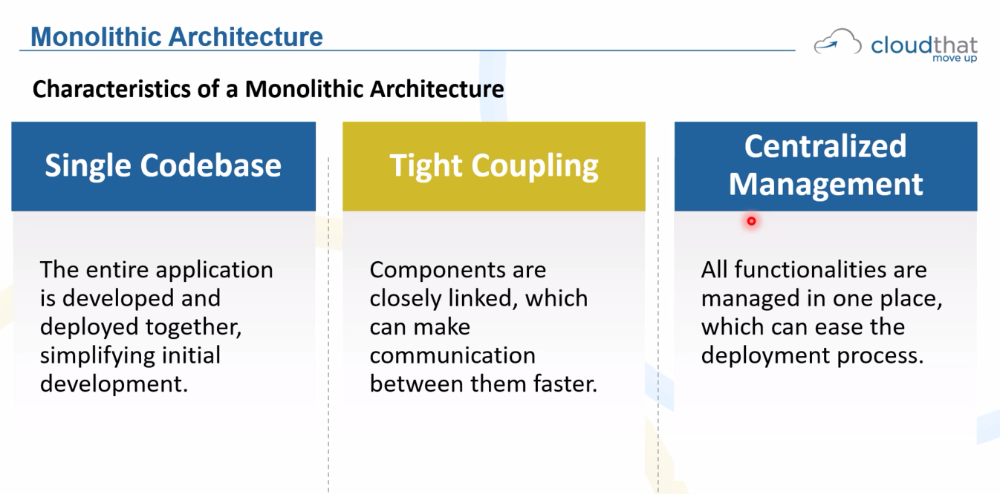 Monolithic Architecture
cloudthat
move up
Characteristics of a Monolithic Architecture
Single Codebase
The entire application
is developed and
deployed together,
simplifying initial
development.
Tight Coupling
Components are
closely linked, which
can make
communication
between them faster.
Centralized
Management
All functionalities are
managed in one place,
which can ease the
deployment process.